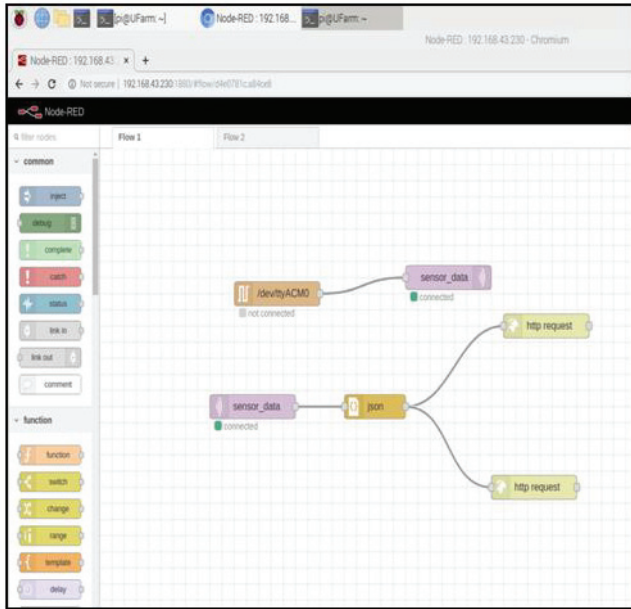 [pi@UFarm: ~] Node-RED : 192.168... pi@UFarm: ~
Node-RED : 192.168.43.230 - Chromium
Node-RED : 192.168.43 × +
Not secure | 192.168.43.230:1880/#flow/
Node-RED
filter nodes
Flow 1 Flow 2
common
inject
debug
complete
catch
status
link in
link out
comment
function
function
switch
change
range
template
delay
/dev/ttyACM0
not connected
sensor_data
connected
http request
sensor_data
connected
json
http request